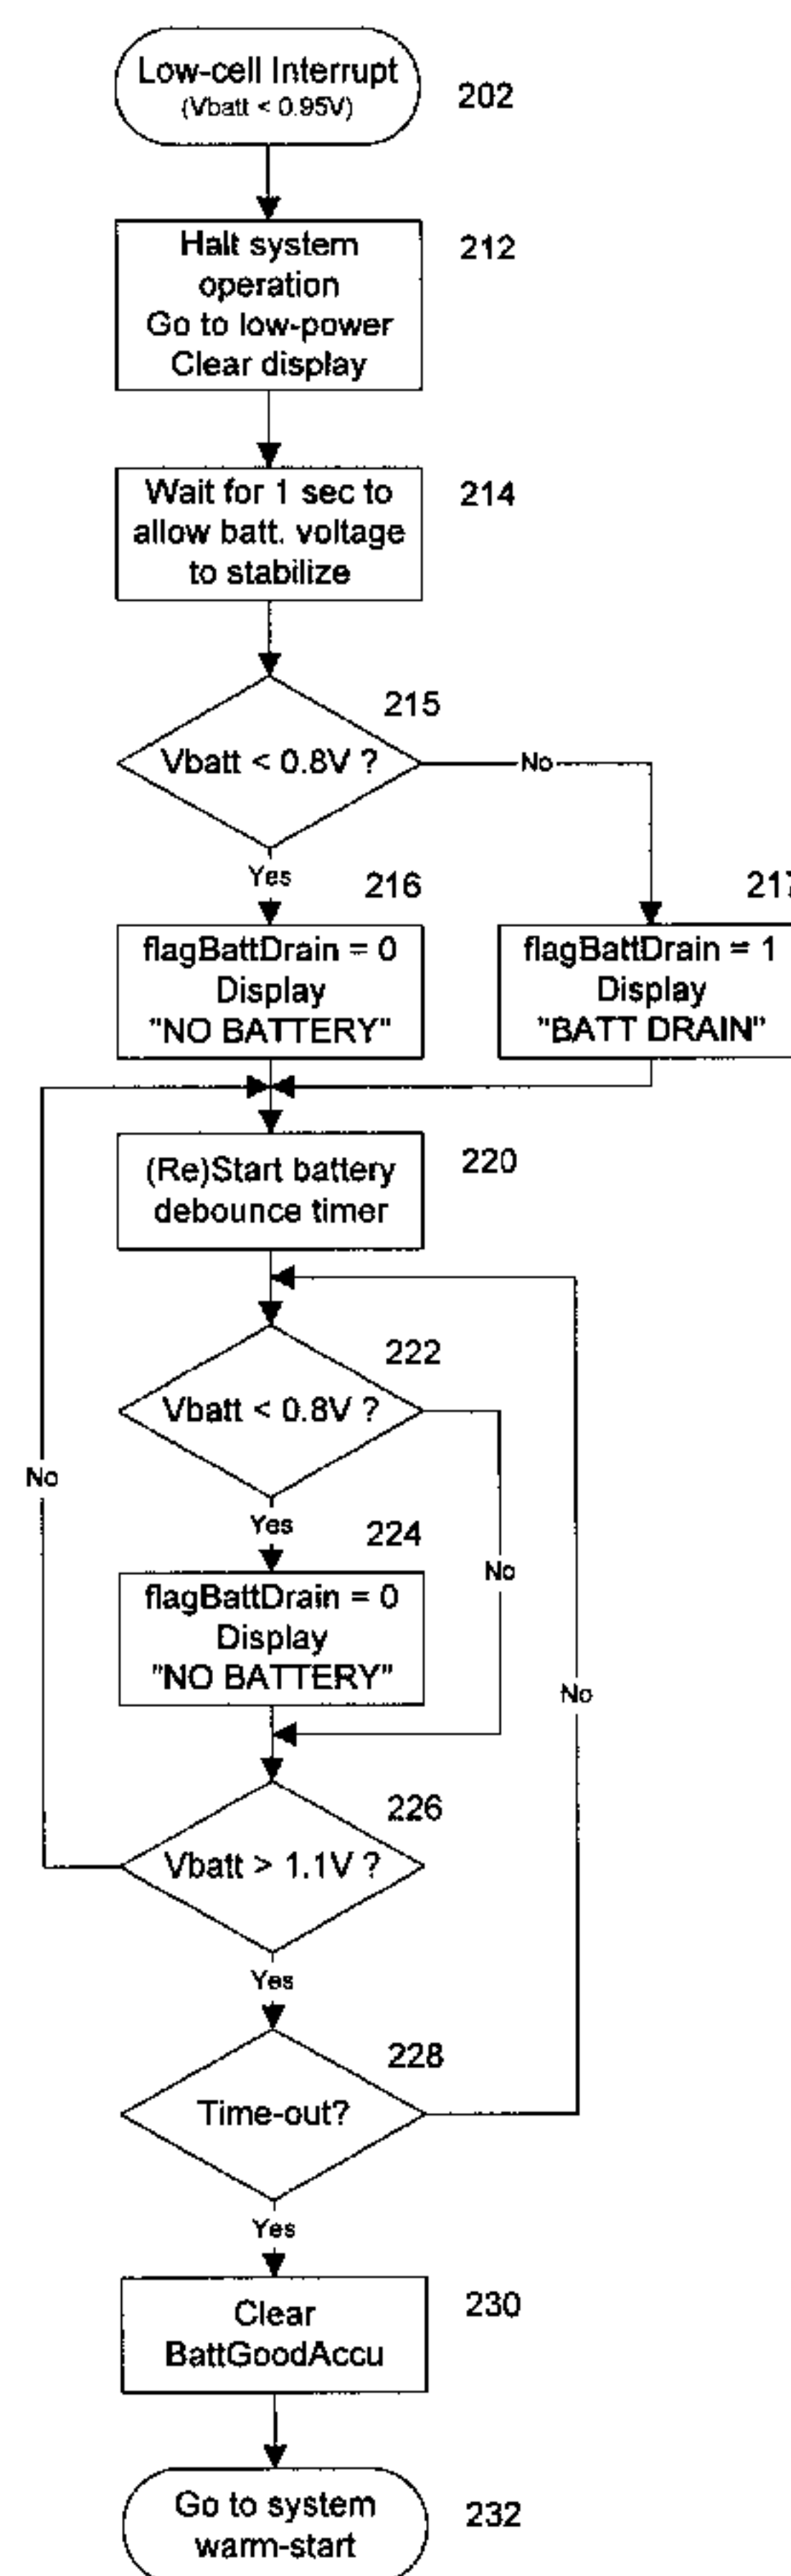 Low-cell Interrupt
(Vbatt < 0.95V)
202
Halt system
operation
Go to low-power
Clear display
212
Wait for 1 sec to
allow batt. voltage
to stabilize
214
215
Vbatt < 0.8V ?
No
Yes
216
217
flagBattDrain = 0
Display
"NO BATTERY"
flagBattDrain = 1
Display
"BATT DRAIN"
(Re)Start battery
debounce timer
220
222
Vbatt < 0.8V ?
No
Yes
224
No
flagBattDrain = 0
Display
"NO BATTERY"
No
226
Vbatt > 1.1V ?
Yes
228
Time-out?
Yes
Clear
BattGoodAccu
230
Go to system
warm-start
232